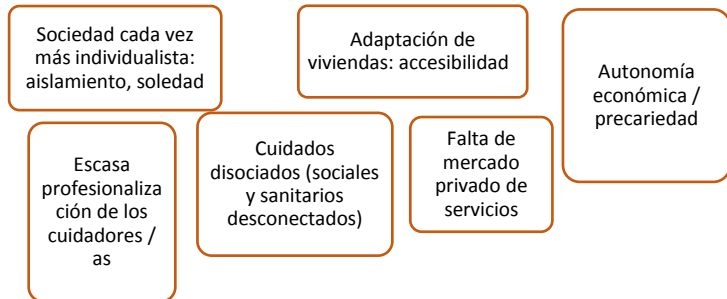 Sociedad cada vez
más individualista:
aislamiento, soledad
Adaptación de
viviendas: accesibilidad
Autonomía
económica /
precariedad
Escasa
profesionaliza
ción de los
cuidadores /
as
Cuidados
disociados (sociales
y sanitarios
desconectados)
Falta de
mercado
privado de
servicios